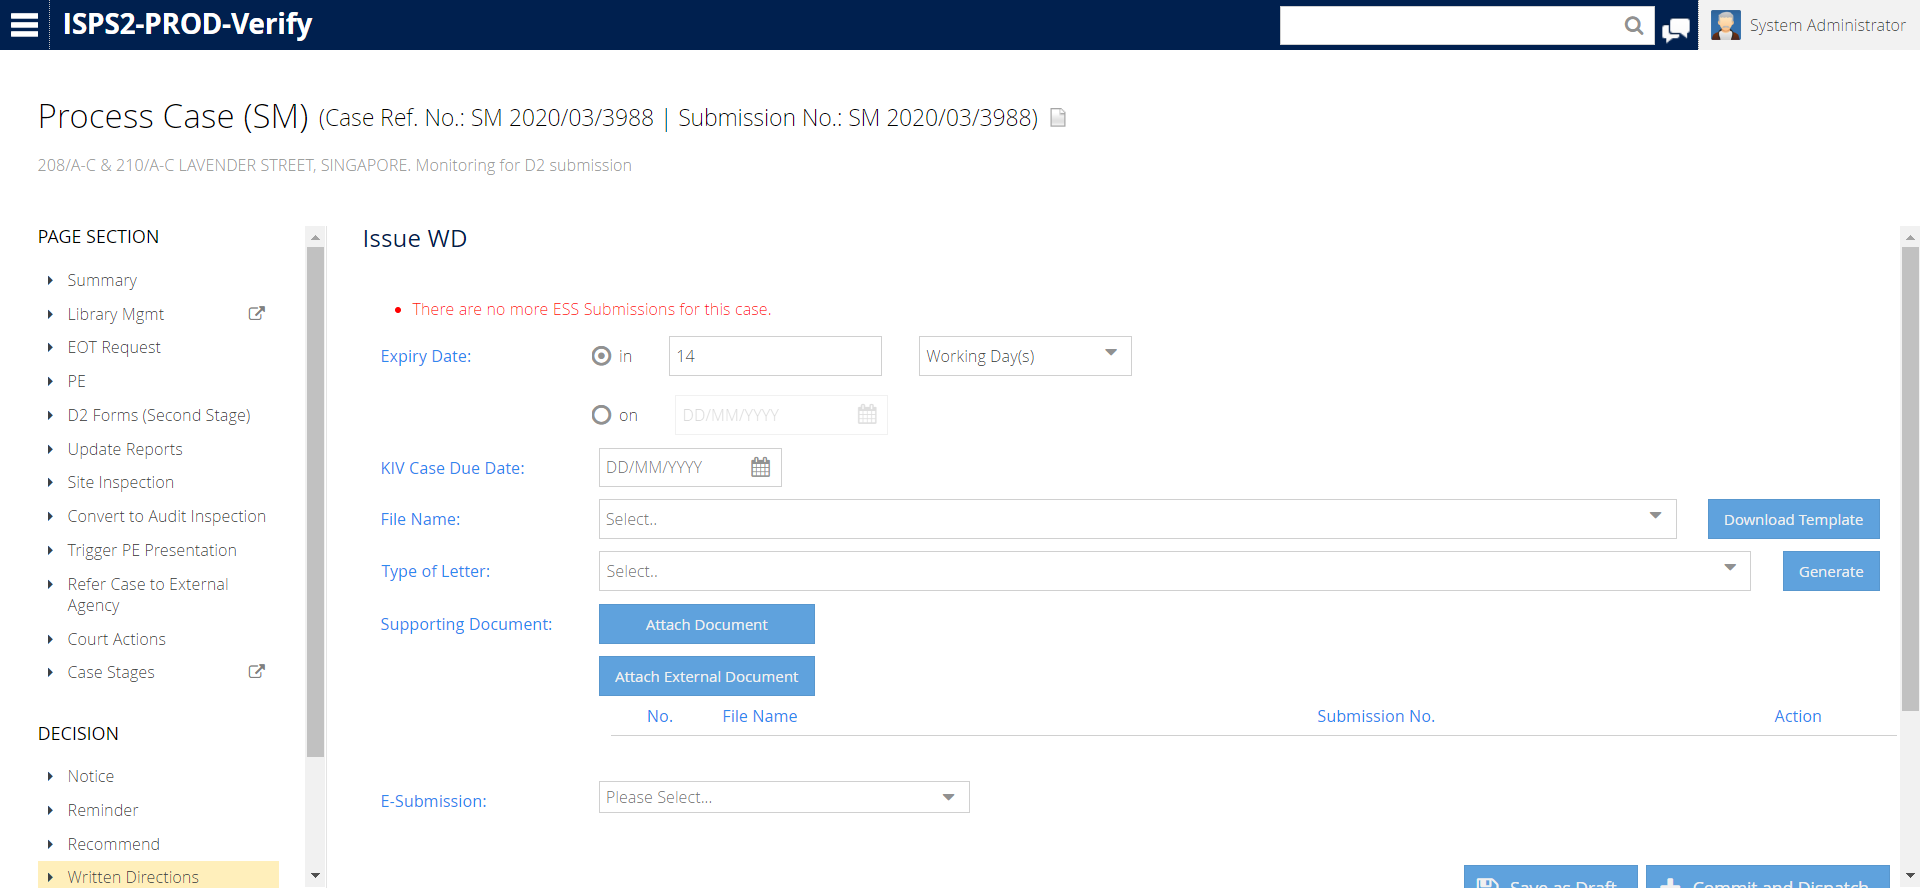 ISPS2-PROD-Verify
System Administrator
Process Case (SM) (Case Ref. No.: SM 2020/03/3988 | Submission No.: SM 2020/03/3988)
208/A-C & 210/A-C LAVENDER STREET, SINGAPORE. Monitoring for D2 submission
PAGE SECTION
Summary
Library Mgmt
EOT Request
PE
D2 Forms (Second Stage)
Update Reports
Site Inspection
Convert to Audit Inspection
Trigger PE Presentation
Refer Case to External
Agency
Court Actions
Case Stages
DECISION
Notice
Reminder
Recommend
Written Directions
Issue WD
There are no more ESS Submissions for this case.
Expiry Date: in 14 Working Day(s)
on DD/MM/YYYY
KIV Case Due Date: DD/MM/YYYY
File Name: Select.. Download Template
Type of Letter: Select.. Generate
Supporting Document: Attach Document
Attach External Document
No. File Name Submission No. Action
E-Submission: Please Select...
Save as Draft Commit and Dispatch